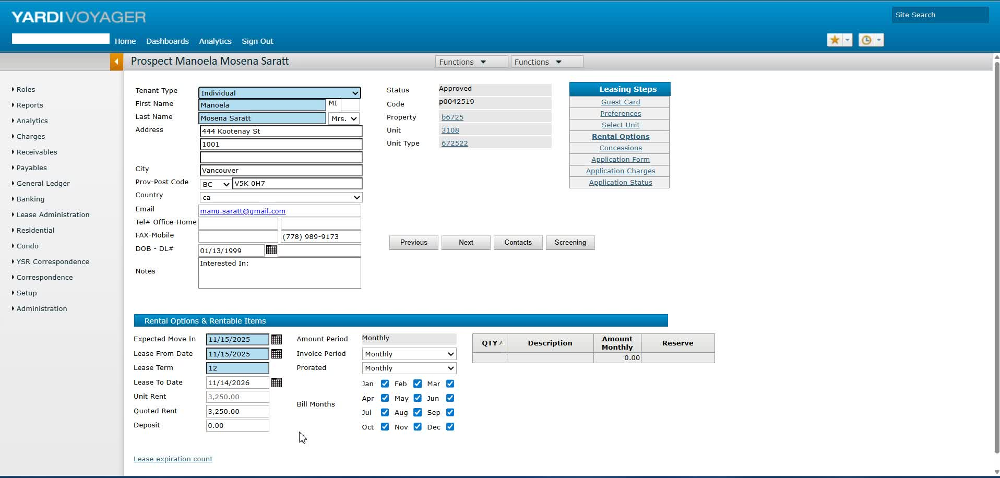 YARDI VOYAGER
Site Search
Home Dashboards Analytics Sign Out
Prospect Manoela Mosena Saratt
Functions Functions
Roles
Reports
Analytics
Charges
Receivables
Payables
General Ledger
Banking
Lease Administration
Residential
Condo
YSR Correspondence
Correspondence
Setup
Administration
Tenant Type Individual
First Name Manoela MI
Last Name Mosena Saratt Mrs.
Address 444 Kootenay St
1001
City Vancouver
Prov-Post Code BC V5K 0H7
Country ca
Email manu.saratt@gmail.com
Tel# Office-Home
FAX-Mobile (778) 989-9173
DOB - DL# 01/13/1999
Notes Interested In:
Status Approved
Code p0042519
Property b6725
Unit 3108
Unit Type 672522
Leasing Steps
Guest Card
Preferences
Select Unit
Rental Options
Concessions
Application Form
Application Charges
Application Status
Previous Next Contacts Screening
Rental Options & Rentable Items
Expected Move In 11/15/2025
Lease From Date 11/15/2025
Lease Term 12
Lease To Date 11/14/2026
Unit Rent 3,250.00
Quoted Rent 3,250.00
Deposit 0.00
Amount Period Monthly
Invoice Period Monthly
Prorated Monthly
Bill Months
Jan Feb Mar
Apr May Jun
Jul Aug Sep
Oct Nov Dec
QTY Description Amount Monthly Reserve
0.00
Lease expiration count